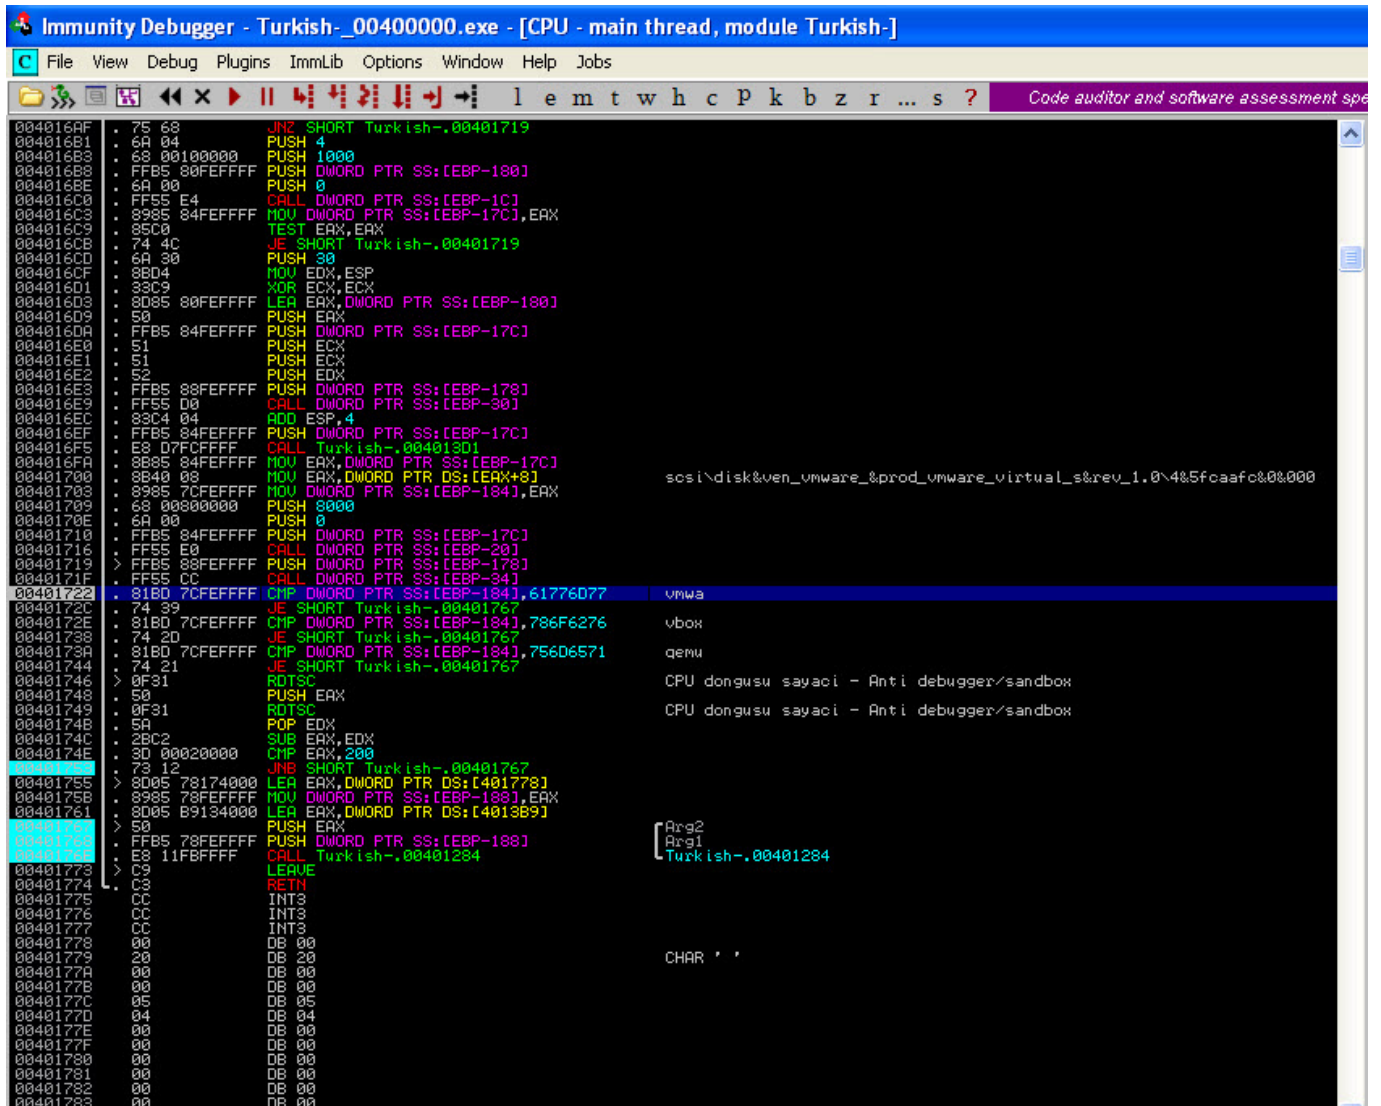 Immunity Debugger - Turkish-_00400000.exe - [CPU - main thread, module Turkish-]
C File View Debug Plugins ImmLib Options Window Help Jobs
l e m t w h c P k b z r ... s ? Code auditor and software assessment spe
004016AF . 75 68 JNZ SHORT Turkish-.00401719
004016B1 . 6A 04 PUSH 4
004016B3 . 68 00100000 PUSH 1000
004016B8 . FFB5 80FEFFFF PUSH DWORD PTR SS:[EBP-180]
004016BE . 6A 00 PUSH 0
004016C0 . FF55 E4 CALL DWORD PTR SS:[EBP-1C]
004016C3 . 8985 84FEFFFF MOV DWORD PTR SS:[EBP-17C],EAX
004016C9 . 85C0 TEST EAX,EAX
004016CB . 74 4C JE SHORT Turkish-.00401719
004016CD . 6A 30 PUSH 30
004016CF . 8BD4 MOV EDX,ESP
004016D1 . 33C9 XOR ECX,ECX
004016D3 . 8D85 80FEFFFF LEA EAX,DWORD PTR SS:[EBP-180]
004016D9 . 50 PUSH EAX
004016DA . FFB5 84FEFFFF PUSH DWORD PTR SS:[EBP-17C]
004016E0 . 51 PUSH ECX
004016E1 . 51 PUSH ECX
004016E2 . 52 PUSH EDX
004016E3 . FFB5 88FEFFFF PUSH DWORD PTR SS:[EBP-178]
004016E9 . FF55 D0 CALL DWORD PTR SS:[EBP-30]
004016EC . 83C4 04 ADD ESP,4
004016EF . FFB5 84FEFFFF PUSH DWORD PTR SS:[EBP-17C]
004016F5 . E8 D7FCFFFF CALL Turkish-.004013D1
004016FA . 8B85 84FEFFFF MOV EAX,DWORD PTR SS:[EBP-17C]
00401700 . 8B40 08 MOV EAX,DWORD PTR DS:[EAX+8] scsi\disk&ven_vmware_&prod_vmware_virtual_s&rev_1.0\4&5fcaafc&0&000
00401703 . 8985 7CFEFFFF MOV DWORD PTR SS:[EBP-184],EAX
00401709 . 68 00800000 PUSH 8000
0040170E . 6A 00 PUSH 0
00401710 . FFB5 84FEFFFF PUSH DWORD PTR SS:[EBP-17C]
00401716 . FF55 E0 CALL DWORD PTR SS:[EBP-20]
00401719 > FFB5 88FEFFFF PUSH DWORD PTR SS:[EBP-178]
0040171F . FF55 CC CALL DWORD PTR SS:[EBP-34]
00401722 . 81BD 7CFEFFFF CMP DWORD PTR SS:[EBP-184],61776D77 vmwa
0040172C . 74 39 JE SHORT Turkish-.00401767
0040172E . 81BD 7CFEFFFF CMP DWORD PTR SS:[EBP-184],786F6276 vbox
00401738 . 74 2D JE SHORT Turkish-.00401767
0040173A . 81BD 7CFEFFFF CMP DWORD PTR SS:[EBP-184],756D6571 qemu
00401744 . 74 21 JE SHORT Turkish-.00401767
00401746 > 0F31 RDTSC CPU dongusu sayaci - Anti debugger/sandbox
00401748 . 50 PUSH EAX
00401749 . 0F31 RDTSC CPU dongusu sayaci - Anti debugger/sandbox
0040174B . 5A POP EDX
0040174C . 2BC2 SUB EAX,EDX
0040174E . 3D 00020000 CMP EAX,200
00401753 . 73 12 JNB SHORT Turkish-.00401767
00401755 > 8D05 78174000 LEA EAX,DWORD PTR DS:[401778]
0040175B . 8985 78FEFFFF MOV DWORD PTR SS:[EBP-188],EAX
00401761 . 8D05 B9134000 LEA EAX,DWORD PTR DS:[4013B9]
00401767 > 50 PUSH EAX Arg2
00401768 . FFB5 78FEFFFF PUSH DWORD PTR SS:[EBP-188] Arg1
0040176E . E8 11FBFFFF CALL Turkish-.00401284 Turkish-.00401284
00401773 > C9 LEAVE
00401774 . C3 RETN
00401775 CC INT3
00401776 CC INT3
00401777 CC INT3
00401778 00 DB 00
00401779 20 DB 20 CHAR ' '
0040177A 00 DB 00
0040177B 00 DB 00
0040177C 05 DB 05
0040177D 04 DB 04
0040177E 00 DB 00
0040177F 00 DB 00
00401780 00 DB 00
00401781 00 DB 00
00401782 00 DB 00
00401783 00 DB 00